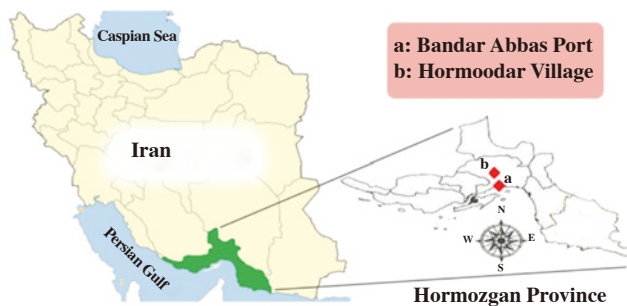 Caspian Sea
a: Bandar Abbas Port
b: Hormoodar Village
Iran
b
a
N
W
E
S
Persian Gulf
Hormozgan Province